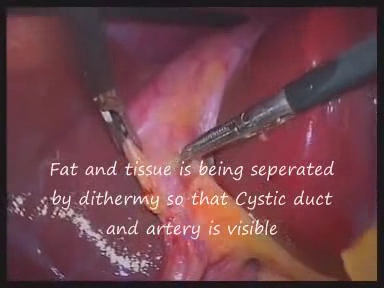 Fat and tissue is being seperated
by dithermy so that Cystic duct
and artery is visible